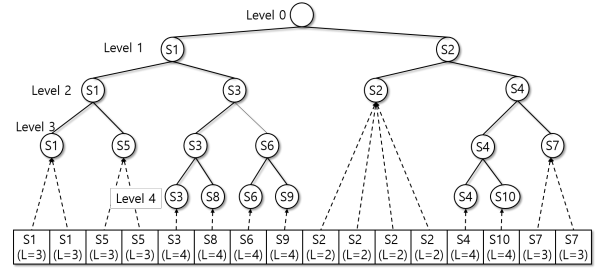 Level 0
Level 1 S1 S2
Level 2 S1 S3 S2 S4
Level 3
S1 S5 S3 S6 S4 S7
Level 4 S3 S8 S6 S9 S4 S10
S1 S1 S5 S5 S3 S8 S6 S9 S2 S2 S2 S2 S4 S10 S7 S7
(L=3) (L=3) (L=3) (L=3) (L=4) (L=4) (L=4) (L=4) (L=2) (L=2) (L=2) (L=2) (L=4) (L=4) (L=3) (L=3)